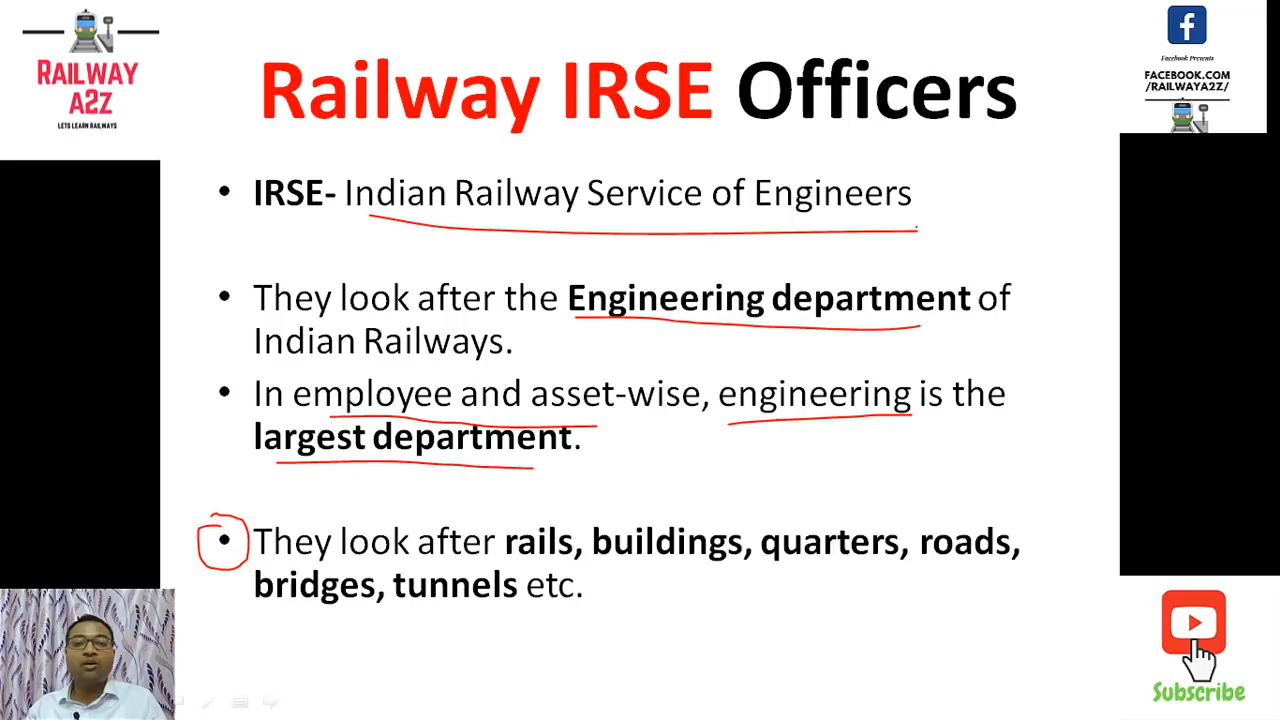 RAILWAY
A2Z
LETS LEARN RAILWAYS
Railway IRSE Officers
Facebook Presents
FACEBOOK.COM
/RAILWAYA2Z/
• IRSE- Indian Railway Service of Engineers
• They look after the Engineering department of
Indian Railways.
• In employee and asset-wise, engineering is the
largest department.
• They look after rails, buildings, quarters, roads,
bridges, tunnels etc.
Subscribe